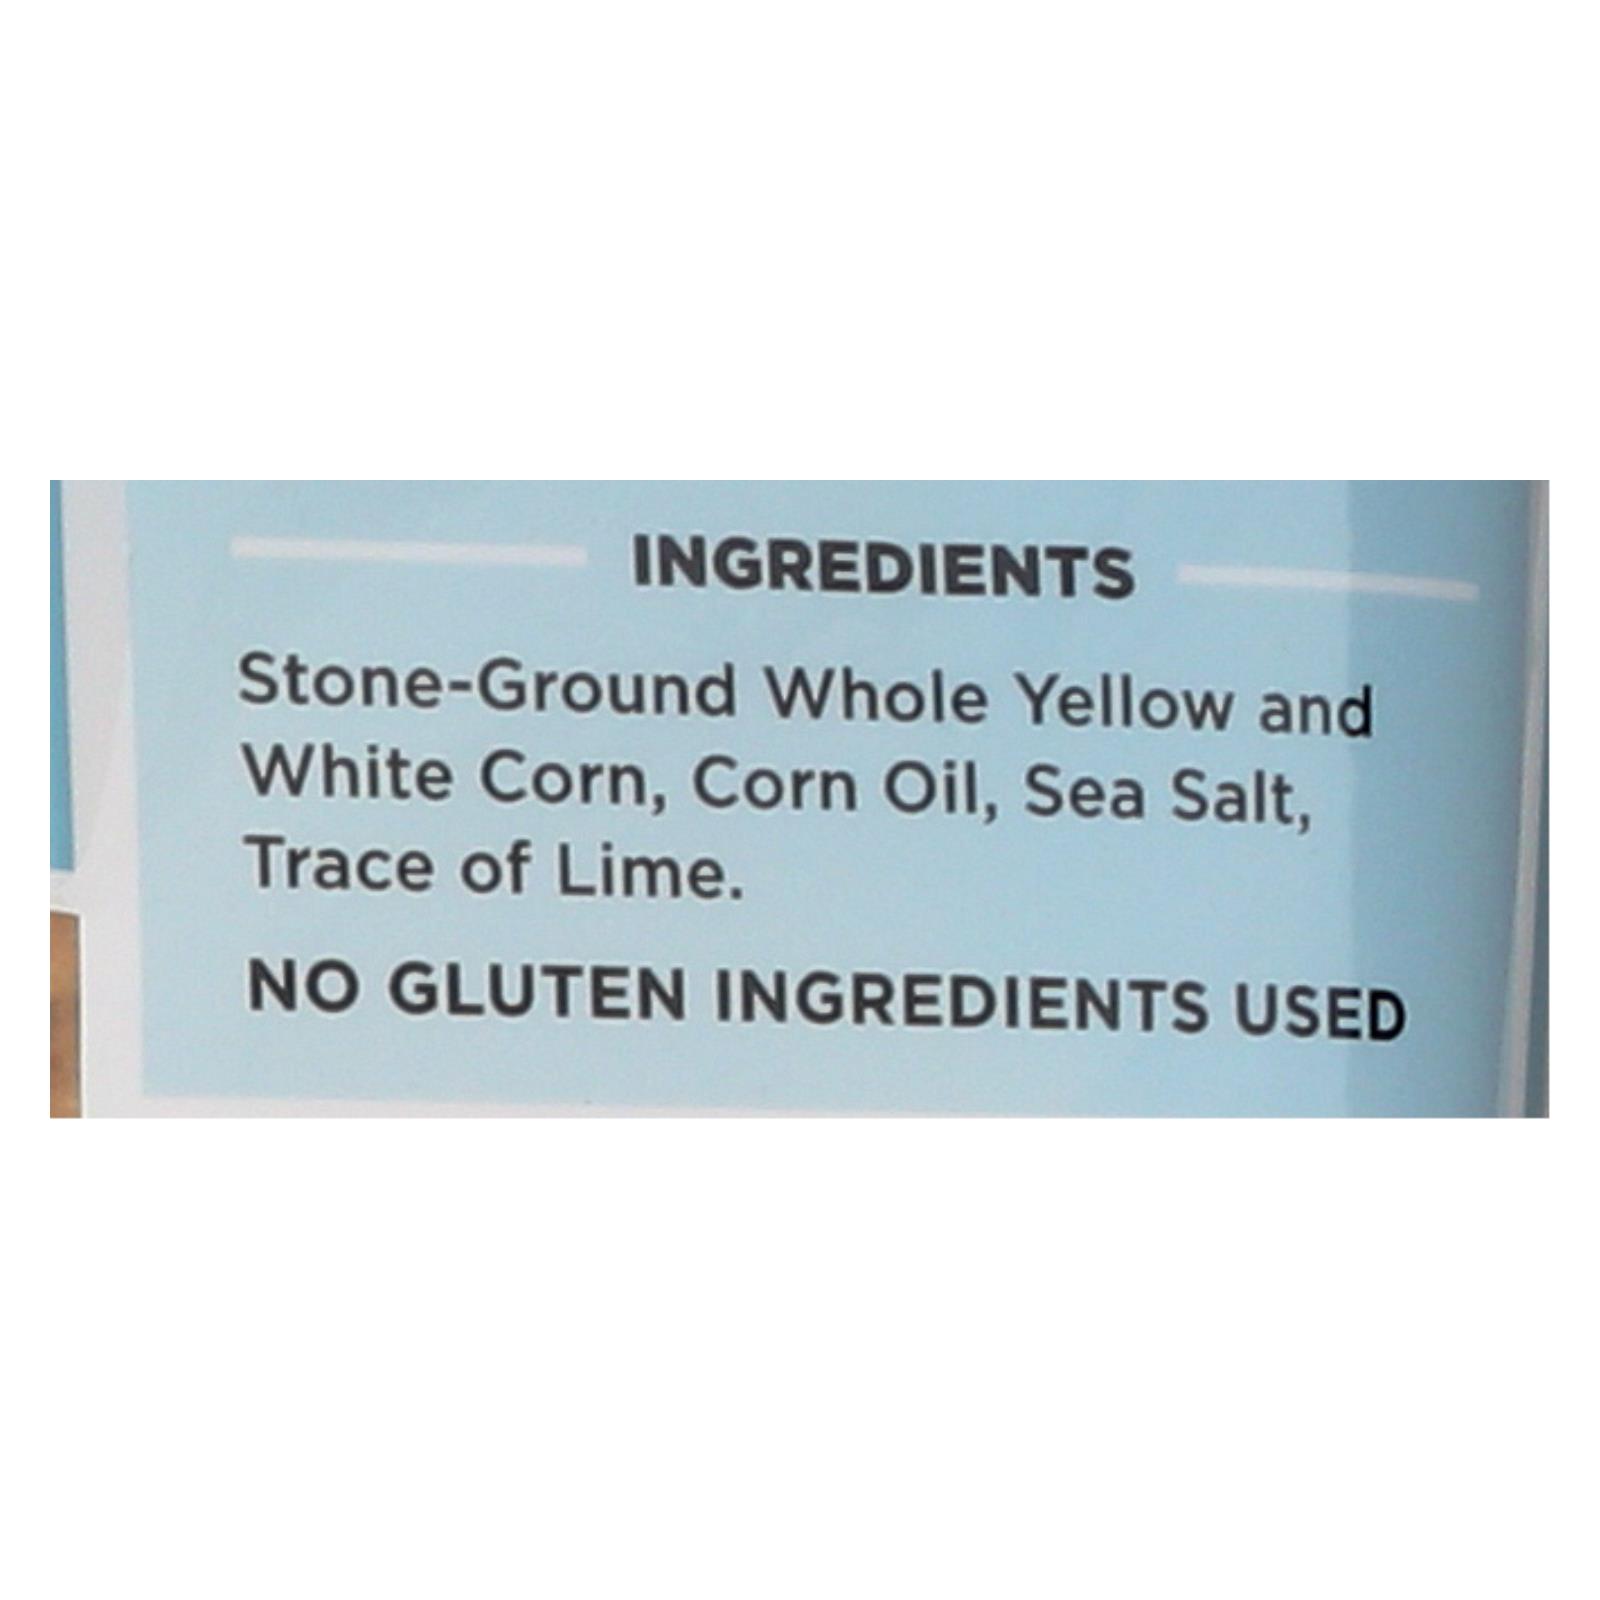 INGREDIENTS
Stone-Ground Whole Yellow and
White Corn, Corn Oil, Sea Salt,
Trace of Lime.
NO GLUTEN INGREDIENTS USED